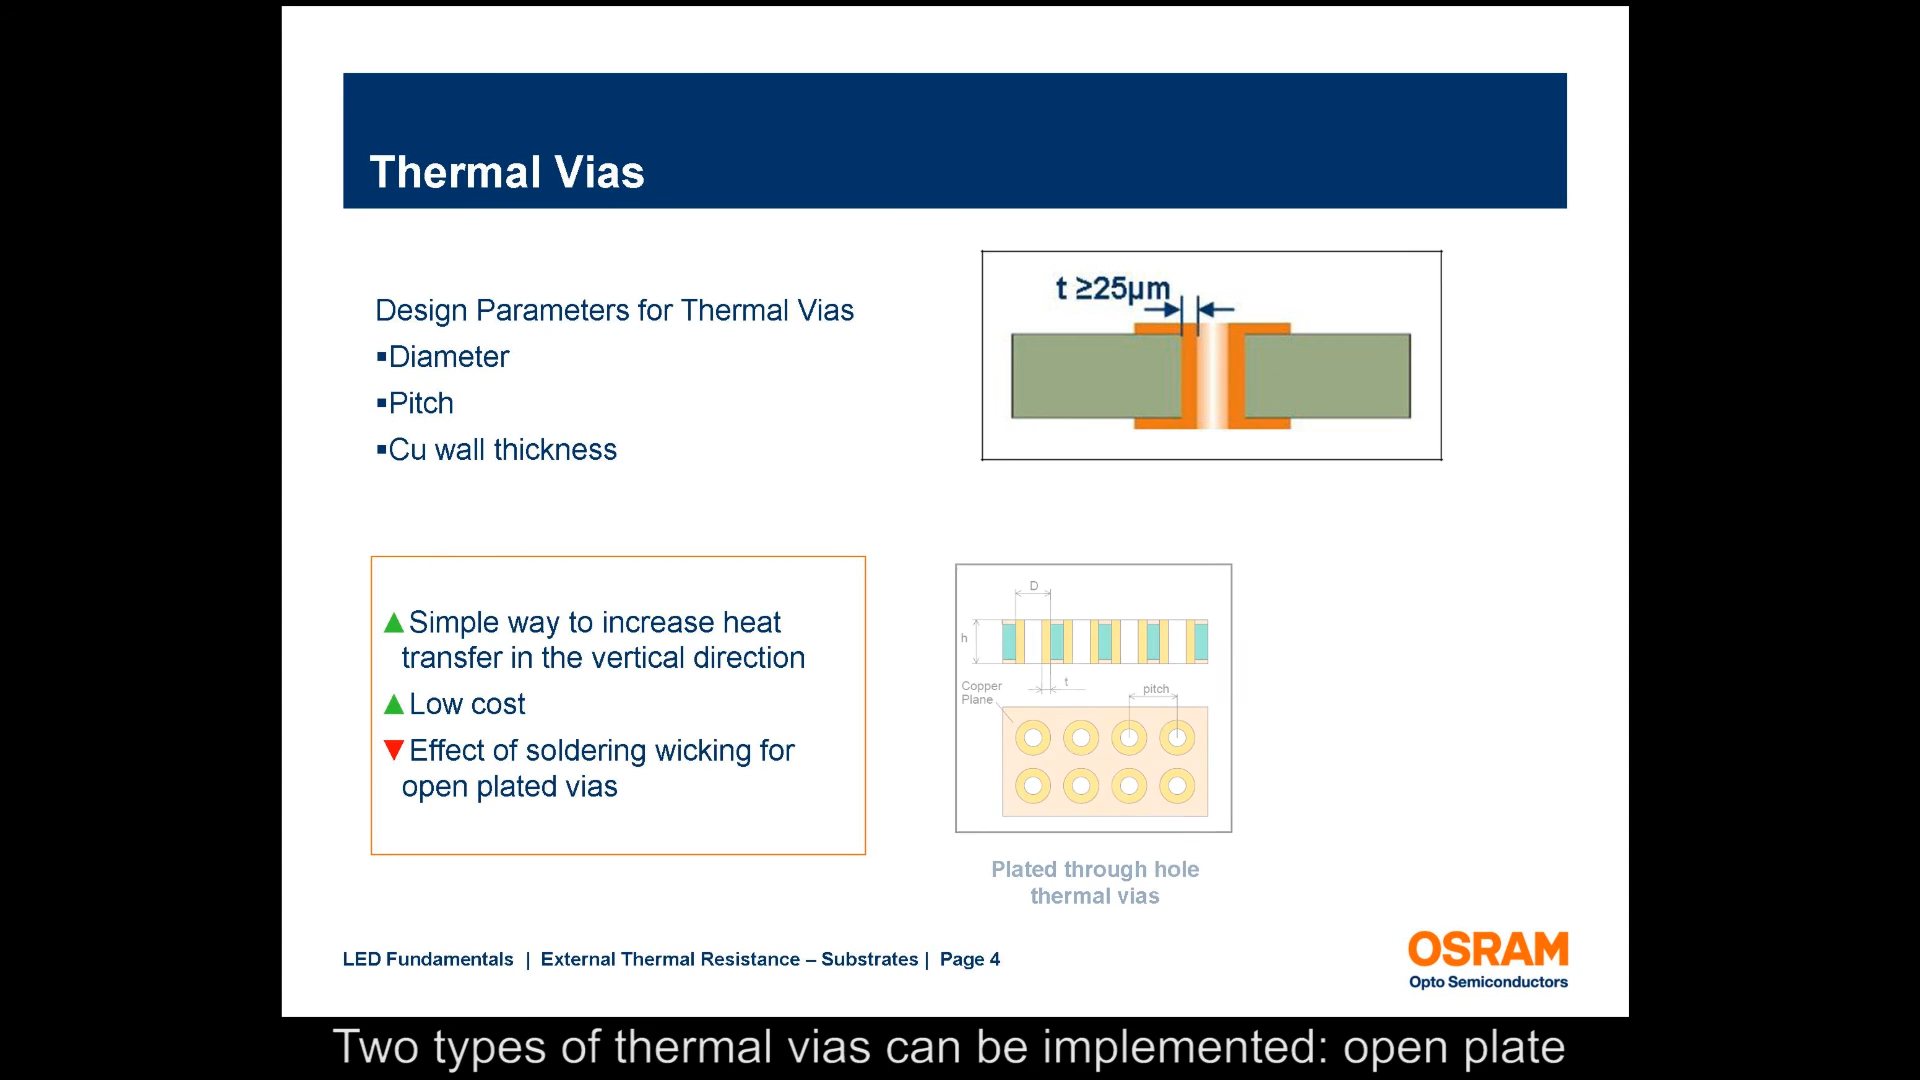 Thermal Vias
Design Parameters for Thermal Vias
▪Diameter
▪Pitch
▪Cu wall thickness
t ≥25µm
▲Simple way to increase heat
transfer in the vertical direction
▲Low cost
▼Effect of soldering wicking for
open plated vias
D
h
t
Copper
Plane
pitch
Plated through hole
thermal vias
LED Fundamentals | External Thermal Resistance – Substrates | Page 4
OSRAM
Opto Semiconductors
Two types of thermal vias can be implemented: open plate